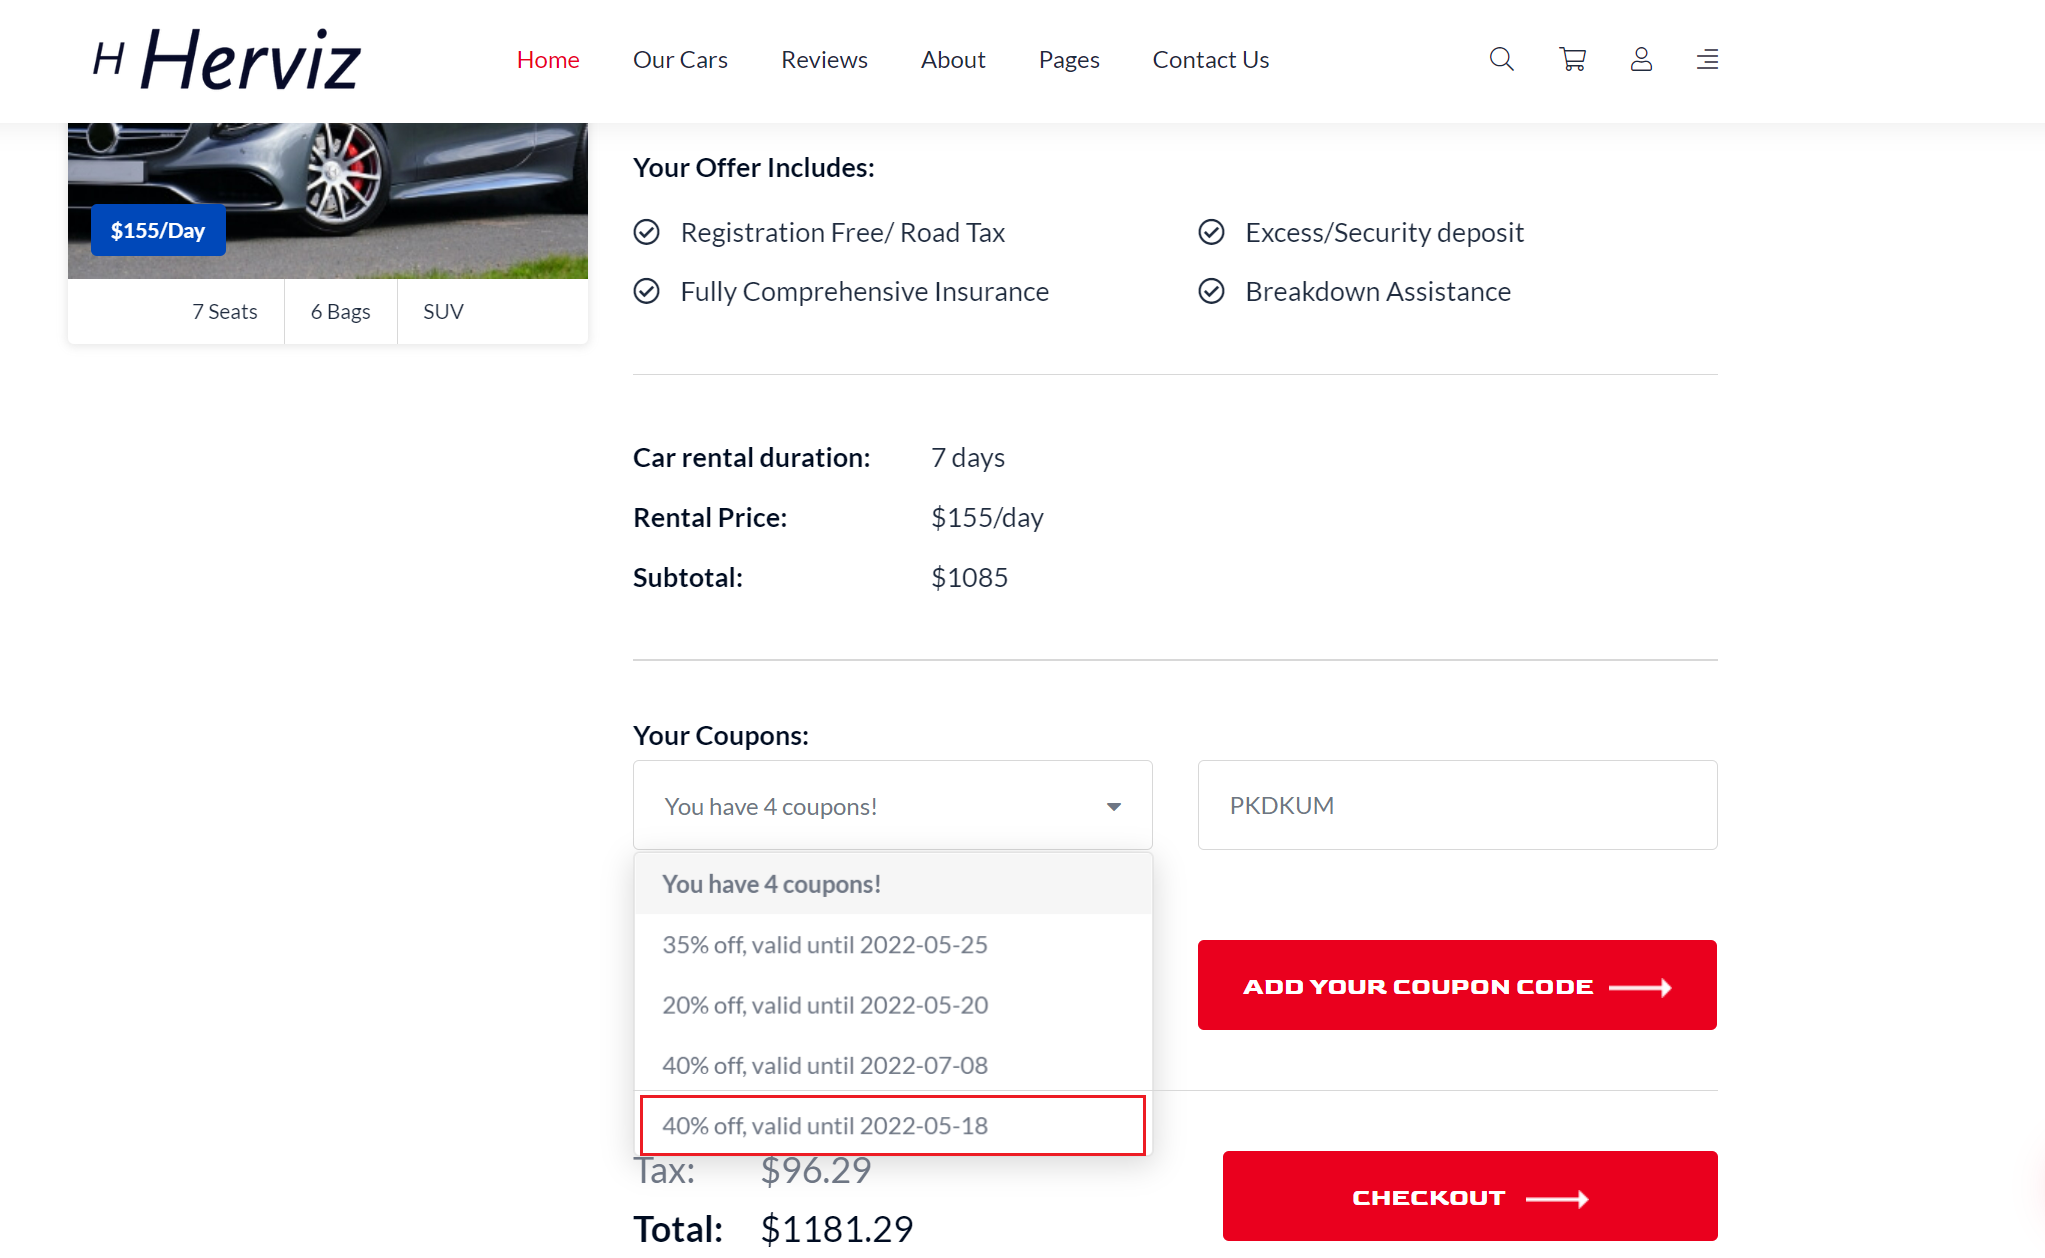 H Herviz
Home Our Cars Reviews About Pages Contact Us
$155/Day
7 Seats 6 Bags SUV
Your Offer Includes:
Registration Free/ Road Tax Excess/Security deposit
Fully Comprehensive Insurance Breakdown Assistance
Car rental duration: 7 days
Rental Price: $155/day
Subtotal: $1085
Your Coupons:
You have 4 coupons! PKDKUM
You have 4 coupons!
35% off, valid until 2022-05-25
20% off, valid until 2022-05-20
ADD YOUR COUPON CODE
40% off, valid until 2022-07-08
40% off, valid until 2022-05-18
Tax: $96.29
CHECKOUT
Total: $1181.29